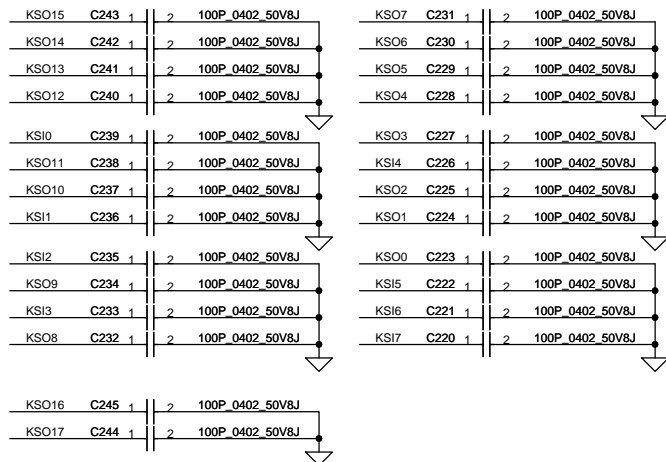 KSO15 C243 1 2 100P_0402_50V8J
KSO14 C242 1 2 100P_0402_50V8J
KSO13 C241 1 2 100P_0402_50V8J
KSO12 C240 1 2 100P_0402_50V8J
KSI0 C239 1 2 100P_0402_50V8J
KSO11 C238 1 2 100P_0402_50V8J
KSO10 C237 1 2 100P_0402_50V8J
KSI1 C236 1 2 100P_0402_50V8J
KSI2 C235 1 2 100P_0402_50V8J
KSO9 C234 1 2 100P_0402_50V8J
KSI3 C233 1 2 100P_0402_50V8J
KSO8 C232 1 2 100P_0402_50V8J
KSO16 C245 1 2 100P_0402_50V8J
KSO17 C244 1 2 100P_0402_50V8J
KSO7 C231 1 2 100P_0402_50V8J
KSO6 C230 1 2 100P_0402_50V8J
KSO5 C229 1 2 100P_0402_50V8J
KSO4 C228 1 2 100P_0402_50V8J
KSO3 C227 1 2 100P_0402_50V8J
KSI4 C226 1 2 100P_0402_50V8J
KSO2 C225 1 2 100P_0402_50V8J
KSO1 C224 1 2 100P_0402_50V8J
KSO0 C223 1 2 100P_0402_50V8J
KSI5 C222 1 2 100P_0402_50V8J
KSI6 C221 1 2 100P_0402_50V8J
KSI7 C220 1 2 100P_0402_50V8J